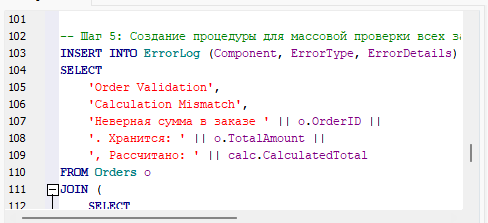 101
102 -- Шаг 5: Создание процедуры для массовой проверки всех
103 INSERT INTO ErrorLog (Component, ErrorType, ErrorDetails)
104 SELECT
105 'Order Validation',
106 'Calculation Mismatch',
107 'Неверная сумма в заказе ' || o.OrderID ||
108 '. Хранится: ' || o.TotalAmount ||
109 ', Рассчитано: ' || calc.CalculatedTotal
110 FROM Orders o
111 JOIN (
112 SELECT